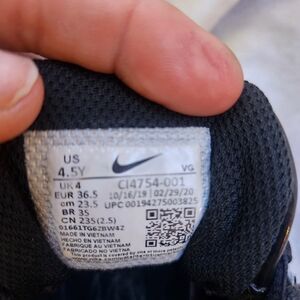 US
4.5Y
VG
UK 4 CI4754-001
EUR 36.5 10/16/19 02/29/20
cm 23.5 UPC 00194275003825
BR 35
CN 235(2.5)
01661TG6ZBW4Z
MADE IN VIETNAM
HECHO EN VIETNAM
FABRIQUÉ AU VIETNAM
FABRICADO NO VIETNAM